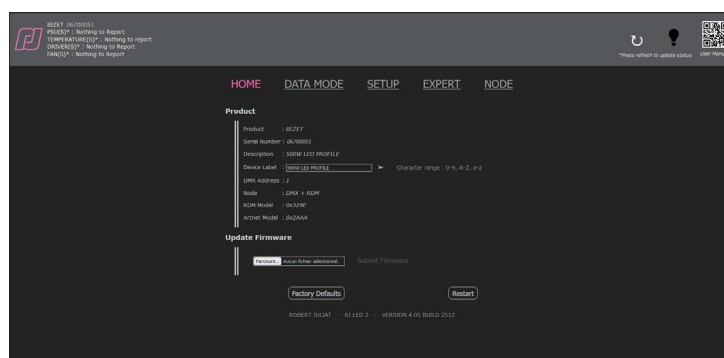 BIZET 06700051
PSU(S)* : Nothing to Report
TEMPERATURE(S)* : Nothing to report
DRIVER(S)* : Nothing to Report
FAN(S)* : Nothing to Report
*Press refresh to update status
User Manu
HOME DATA MODE SETUP EXPERT NODE
Product
Product : BIZET
Serial Number : 06700051
Description : 500W LED PROFILE
Device Label : 500W LED PROFILE ➤ Character range : 0-9, A-Z, a-z
DMX Address : 1
Node : DMX + RDM
RDM Model : 0x329E
Artnet Model : 0x2AAA
Update Firmware
Parcourir... Aucun fichier sélectionné. Submit Firmware
Factory Defaults Restart
ROBERT JULIAT - RJ LEO 2 - VERSION 4.05 BUILD 2512